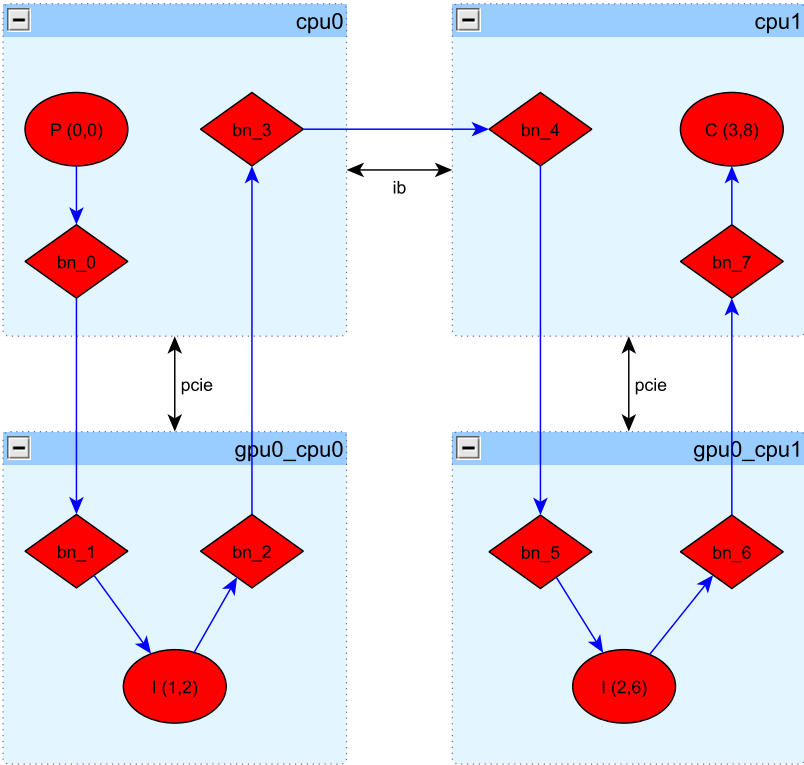 cpu0
cpu1
P (0,0)
bn_3
bn_4
C (3,8)
ib
bn_0
bn_7
pcie
pcie
gpu0_cpu0
gpu0_cpu1
bn_1
bn_2
bn_5
bn_6
I (1,2)
I (2,6)